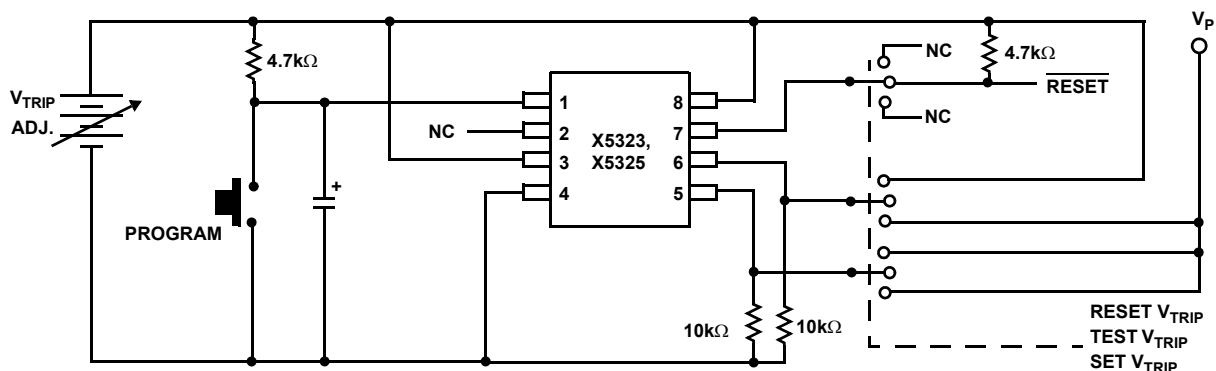 V_P
4.7kΩ
NC
4.7kΩ
V_TRIP
ADJ.
1
8
RESET
NC
2
X5323,
X5325
7
NC
3
6
4
5
+
PROGRAM
10kΩ
10kΩ
RESET V_TRIP
TEST V_TRIP
SET V_TRIP